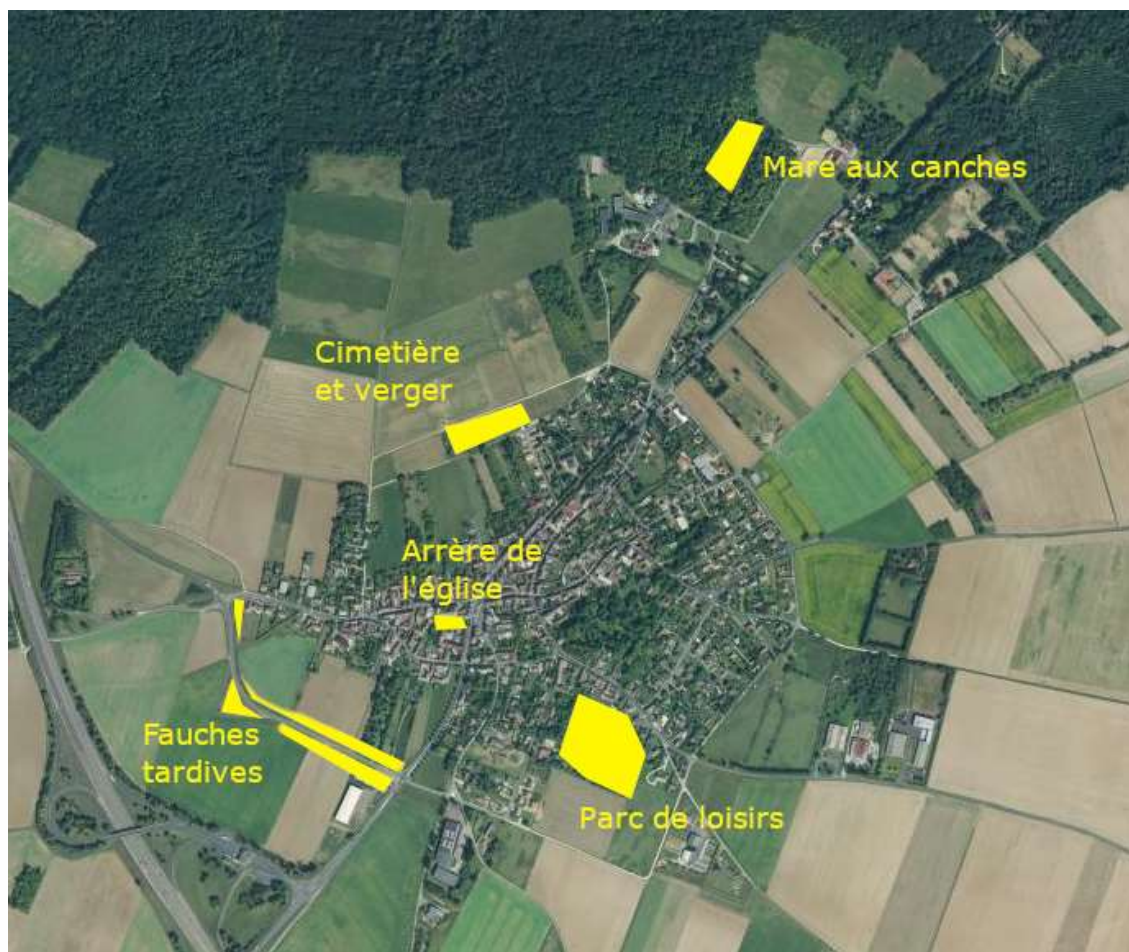 Mare aux canches
Cimetière
et verger
Arrère de
l'église
Fauches
tardives
Parc de loisirs